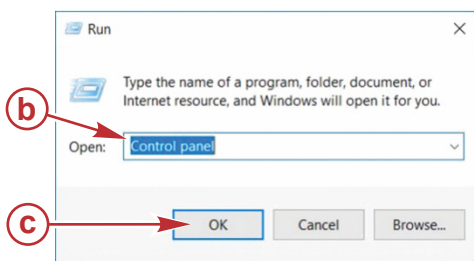 Run
Type the name of a program, folder, document, or
Internet resource, and Windows will open it for you.
b
Open: Control panel
c
OK Cancel Browse...